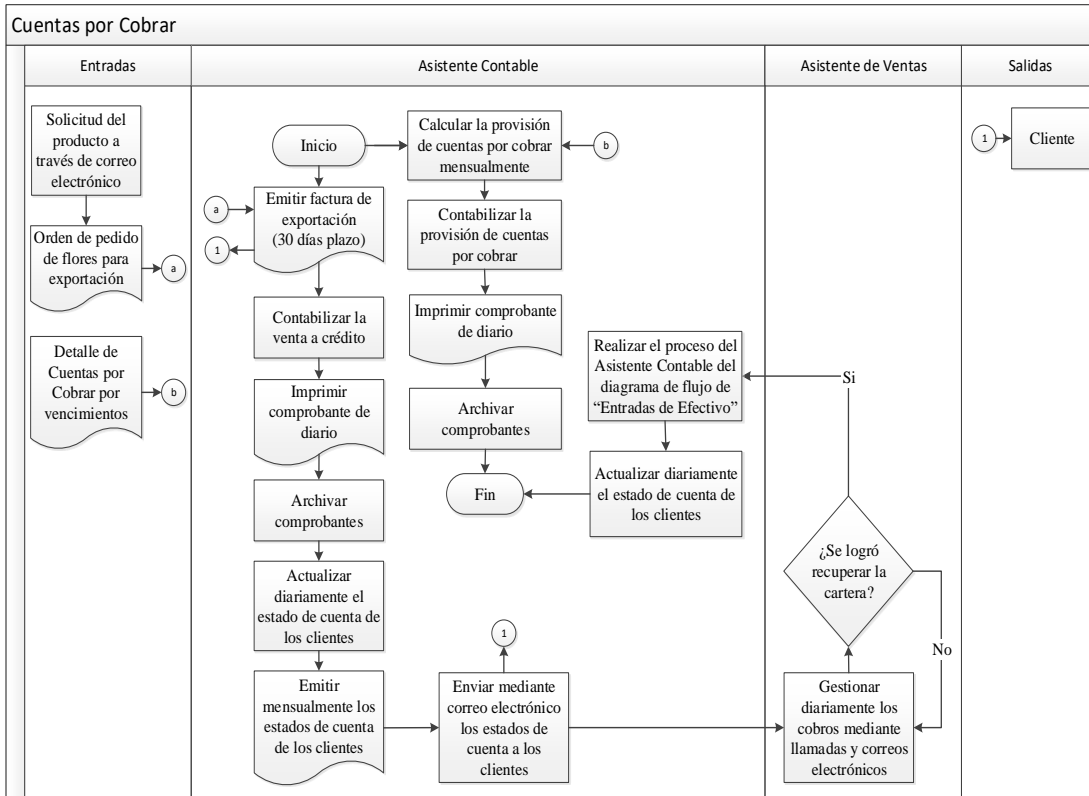 Cuentas por Cobrar
Entradas
Asistente Contable
Asistente de Ventas
Salidas
Solicitud del
producto a
través de correo
electrónico
Orden de pedido
de flores para
exportación
a
Detalle de
Cuentas por
Cobrar por
vencimientos
b
Inicio
a
Emitir factura de
exportación
(30 días plazo)
1
Contabilizar la
venta a crédito
Imprimir
comprobante de
diario
Archivar
comprobantes
Actualizar
diariamente el
estado de cuenta de
los clientes
Emitir
mensualmente los
estados de cuenta
de los clientes
Calcular la provisión
de cuentas por cobrar
mensualmente
b
Contabilizar la
provisión de cuentas
por cobrar
Imprimir comprobante
de diario
Archivar
comprobantes
Fin
1
Enviar mediante
correo electrónico
los estados de
cuenta a los
clientes
Realizar el proceso del
Asistente Contable del
diagrama de flujo de
“Entradas de Efectivo”
Actualizar diariamente
el estado de cuenta de
los clientes
Si
¿Se logró
recuperar la
cartera?
No
Gestionar
diariamente los
cobros mediante
llamadas y correos
electrónicos
1
Cliente